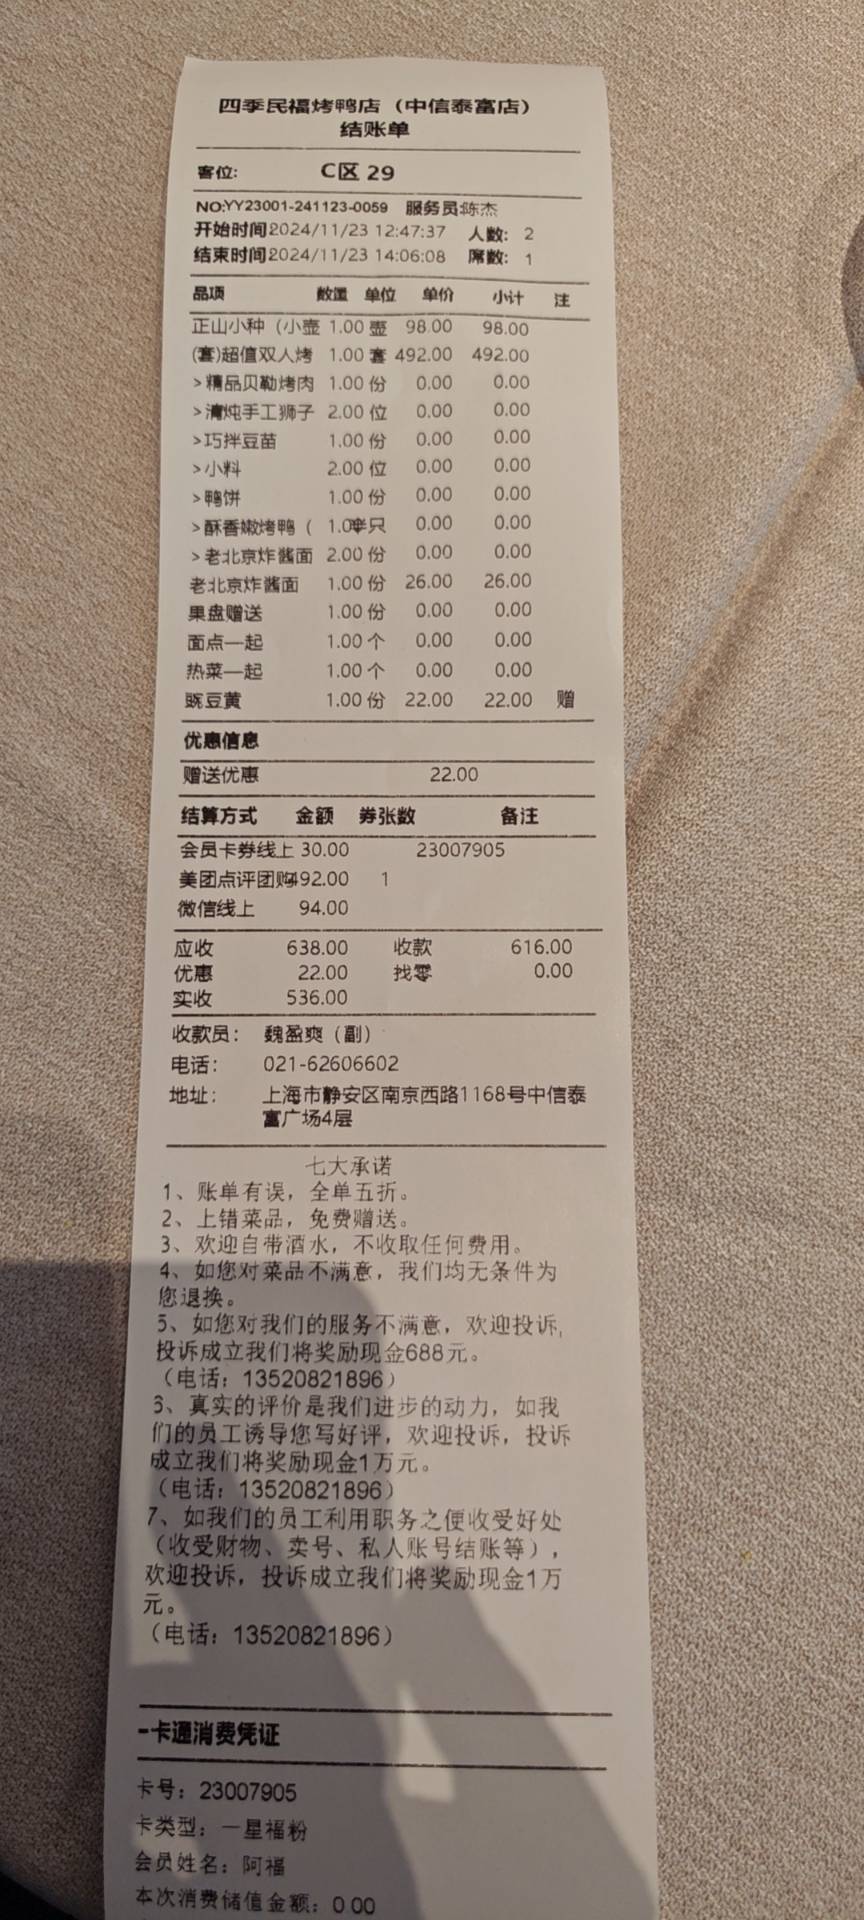 四季民福烤鸭店（中信泰富店）
结账单
客位: C区 29
NO:YY23001-241123-0059 服务员:陈杰
开始时间2024/11/23 12:47:37 人数: 2
结束时间2024/11/23 14:06:08 席数: 1
品项 数量 单位 单价 小计 注
正山小种（小壶 1.00 壶 98.00 98.00
(套)超值双人烤 1.00 套 492.00 492.00
>精品贝勒烤肉 1.00 份 0.00 0.00
>清炖手工狮子 2.00 位 0.00 0.00
>巧拌豆苗 1.00 份 0.00 0.00
>小料 2.00 位 0.00 0.00
>鸭饼 1.00 份 0.00 0.00
>酥香嫩烤鸭（ 1.0半只 0.00 0.00
>老北京炸酱面 2.00 份 0.00 0.00
老北京炸酱面 1.00 份 26.00 26.00
果盘赠送 1.00 份 0.00 0.00
面点一起 1.00 个 0.00 0.00
热菜一起 1.00 个 0.00 0.00
豌豆黄 1.00 份 22.00 22.00 赠
优惠信息
赠送优惠 22.00
结算方式 金额 券张数 备注
会员卡券线上 30.00 23007905
美团点评团购492.00 1
微信线上 94.00
应收 638.00 收款 616.00
优惠 22.00 找零 0.00
实收 536.00
收款员： 魏盈爽（副）
电话： 021-62606602
地址： 上海市静安区南京西路1168号中信泰
富广场4层
七大承诺
1、账单有误，全单五折。
2、上错菜品，免费赠送。
3、欢迎自带酒水，不收取任何费用。
4、如您对菜品不满意，我们均无条件为
您退换。
5、如您对我们的服务不满意，欢迎投诉,
投诉成立我们将奖励现金688元。
（电话：13520821896）
6、真实的评价是我们进步的动力，如我
们的员工诱导您写好评，欢迎投诉，投诉
成立我们将奖励现金1万元。
（电话：13520821896）
7、如我们的员工利用职务之便收受好处
（收受财物、卖号、私人账号结账等），
欢迎投诉，投诉成立我们将奖励现金1万
元。
（电话：13520821896）
一卡通消费凭证
卡号：23007905
卡类型：一星福粉
会员姓名：阿福
本次消费储值金额：0.00